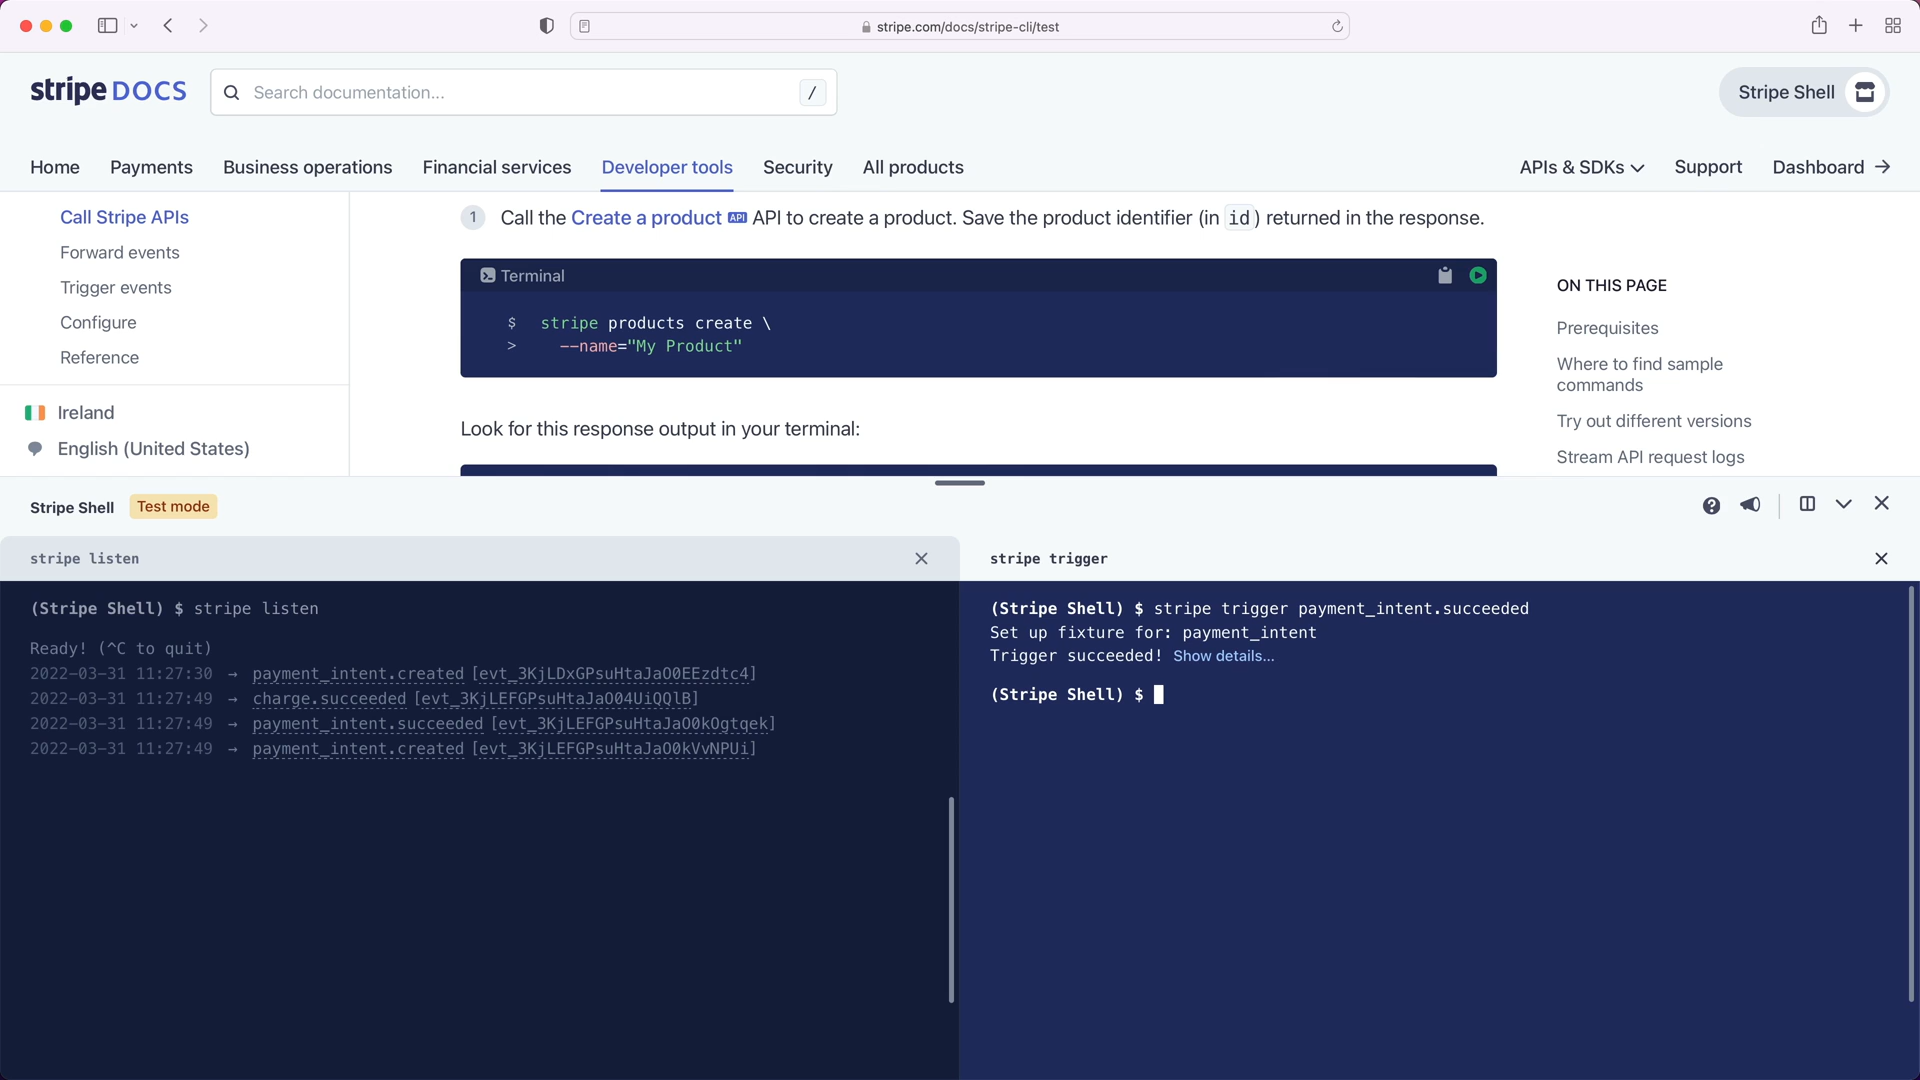 stripe.com/docs/stripe-cli/test
stripe DOCS
Search documentation...
/
Stripe Shell
Home
Payments
Business operations
Financial services
Developer tools
Security
All products
APIs & SDKs
Support
Dashboard →
Call Stripe APIs
Forward events
Trigger events
Configure
Reference
Ireland
English (United States)
1 Call the Create a product API API to create a product. Save the product identifier (in id) returned in the response.
Terminal
$ stripe products create \
> --name="My Product"
Look for this response output in your terminal:
ON THIS PAGE
Prerequisites
Where to find sample
commands
Try out different versions
Stream API request logs
Stripe Shell Test mode
stripe listen
(Stripe Shell) $ stripe listen
Ready! (^C to quit)
2022-03-31 11:27:30 → payment_intent.created [evt_3KjLDxGPsuHtaJaO0EEzdtc4]
2022-03-31 11:27:49 → charge.succeeded [evt_3KjLEFGPsuHtaJaO04UiQQlB]
2022-03-31 11:27:49 → payment_intent.succeeded [evt_3KjLEFGPsuHtaJaO0kOgtqek]
2022-03-31 11:27:49 → payment_intent.created [evt_3KjLEFGPsuHtaJaO0kVvNPUi]
stripe trigger
(Stripe Shell) $ stripe trigger payment_intent.succeeded
Set up fixture for: payment_intent
Trigger succeeded! Show details...
(Stripe Shell) $